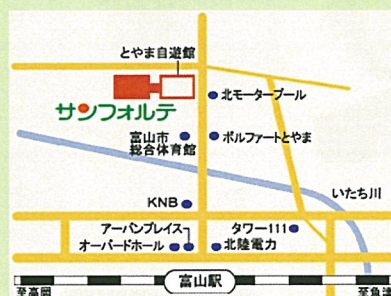 とやま自遊館
サンフォルテ
北モータープール
富山市
総合体育館
ボルファートとやま
いたち川
KNB
アーバンプレイス
オーバードホール
タワー111
北陸電力
至高岡
富山駅
至魚津